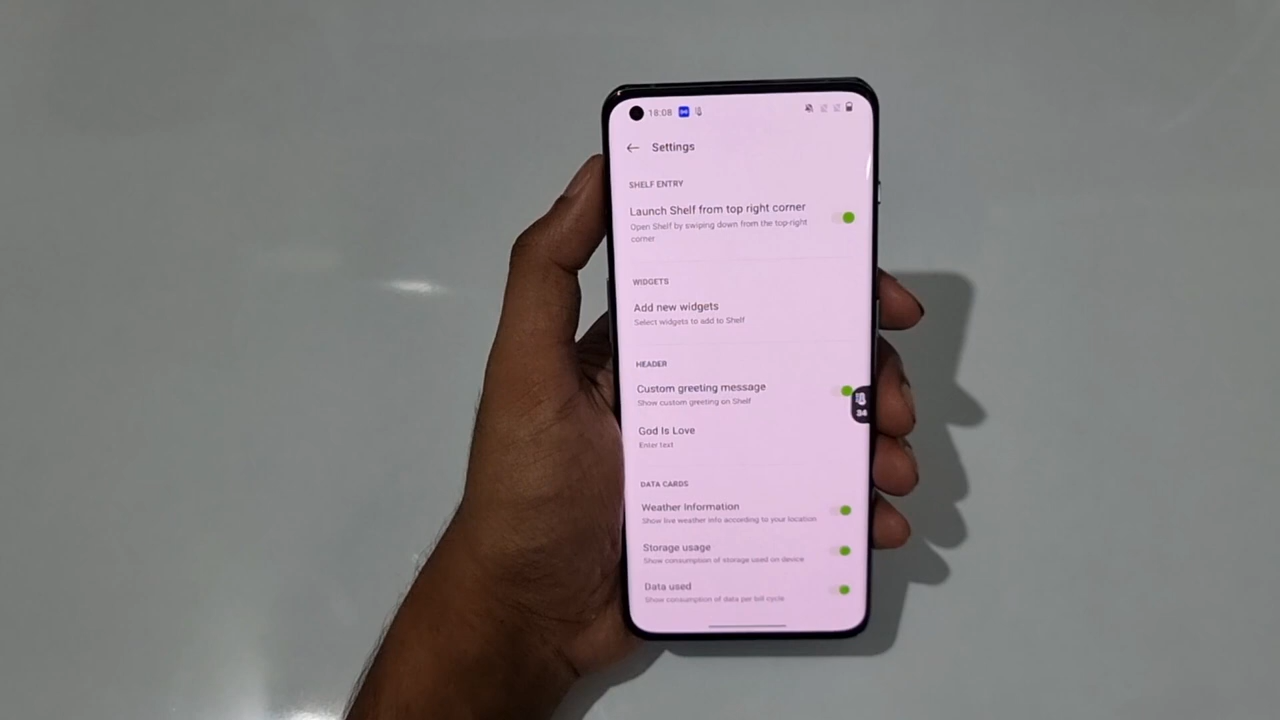 18:08
Settings
SHELF ENTRY
Launch Shelf from top right corner
Open Shelf by swiping down from the top-right
corner
WIDGETS
Add new widgets
Select widgets to add to Shelf
HEADER
Custom greeting message
Show custom greeting on Shelf
34
God Is Love
Enter text
DATA CARDS
Weather Information
Show live weather info according to your location
Storage usage
Show consumption of storage used on device
Data used
Show consumption of data per bill cycle